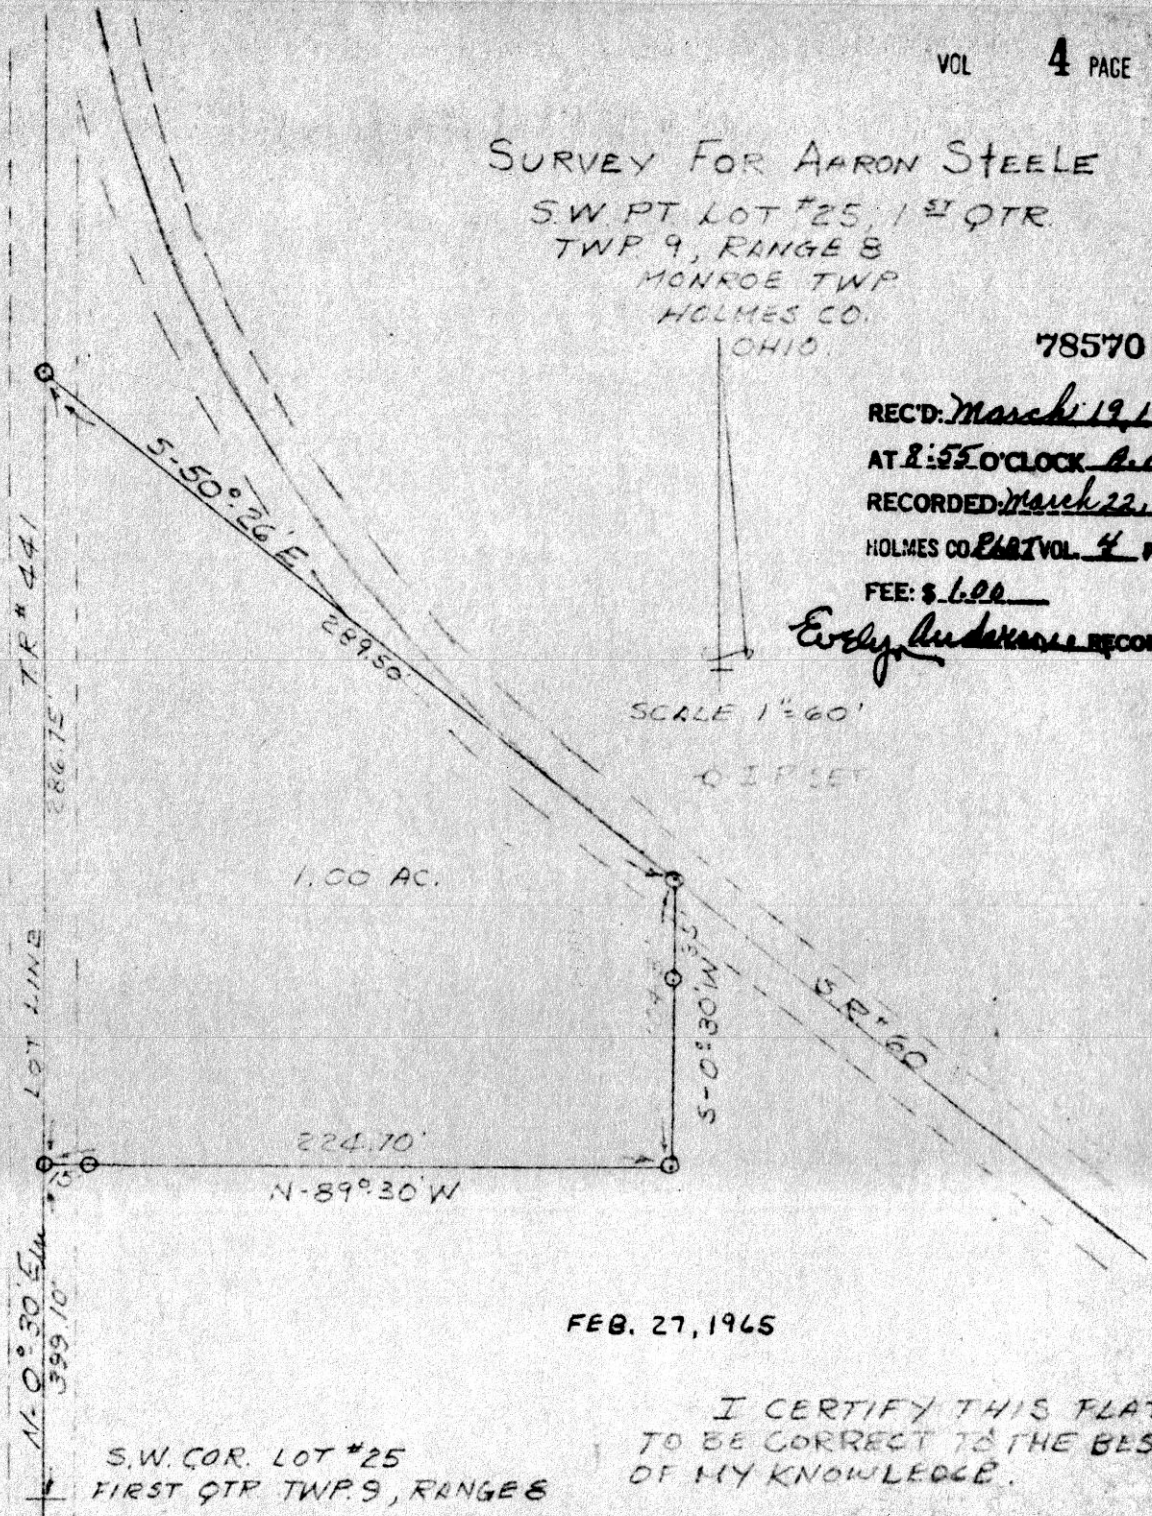 VOL 4 PAGE
SURVEY FOR AARON STEELE
S.W. PT LOT #25, 1ST QTR.
TWP. 9, RANGE 8
MONROE TWP
HOLMES CO.
OHIO.
78570
REC'D: March 19, 1
AT 8:55 O'CLOCK
RECORDED: March 22,
HOLMES CO. PLAT VOL. 4
FEE: $ 1.00
Evelyn Anderson RECOR
S-50°:26'E
289.50'
TR # 441
286.75'
SCALE 1"=60'
O I P SET
1.00 AC.
LOT LINE
35'
S-0°:30'W
S R # 60
224.70'
15
N-89°:30'W
N-0°:30'E
399.10'
FEB. 27, 1965
I CERTIFY THIS PLAT
TO BE CORRECT TO THE BES
OF MY KNOWLEDGE.
S.W. COR. LOT #25
FIRST QTR TWP. 9, RANGE 8